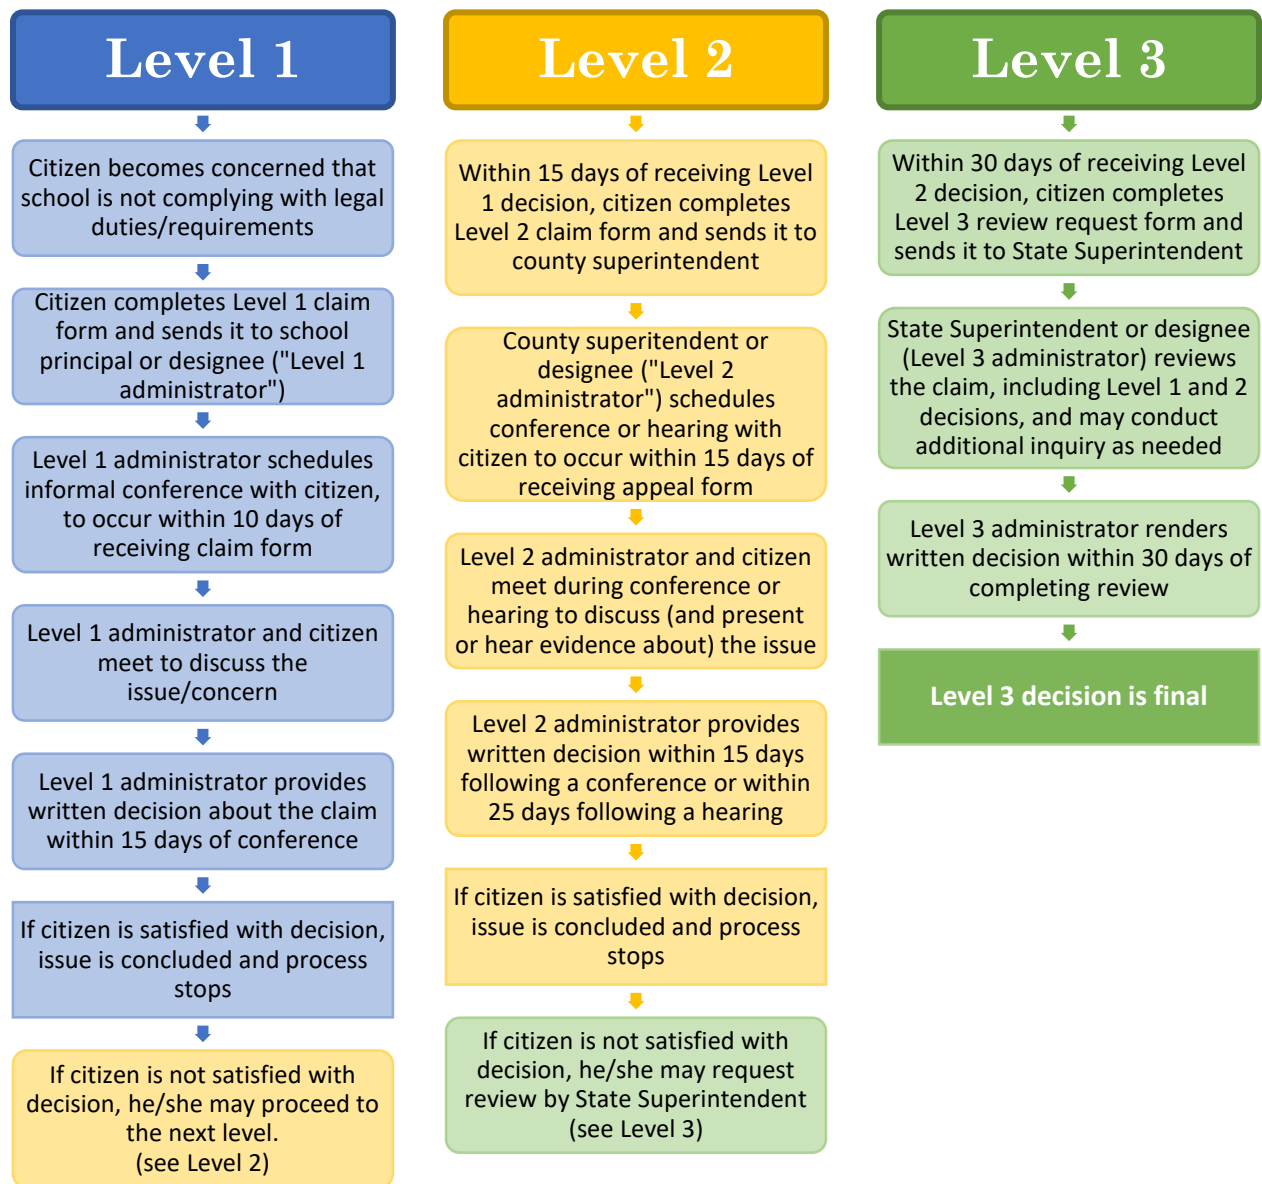 Level 1
Citizen becomes concerned that
school is not complying with legal
duties/requirements
Citizen completes Level 1 claim
form and sends it to school
principal or designee ("Level 1
administrator")
Level 1 administrator schedules
informal conference with citizen,
to occur within 10 days of
receiving claim form
Level 1 administrator and citizen
meet to discuss the
issue/concern
Level 1 administrator provides
written decision about the claim
within 15 days of conference
If citizen is satisfied with decision,
issue is concluded and process
stops
If citizen is not satisfied with
decision, he/she may proceed to
the next level.
(see Level 2)
Level 2
Within 15 days of receiving Level
1 decision, citizen completes
Level 2 claim form and sends it to
county superintendent
County superitendent or
designee ("Level 2
administrator") schedules
conference or hearing with
citizen to occur within 15 days of
receiving appeal form
Level 2 administrator and citizen
meet during conference or
hearing to discuss (and present
or hear evidence about) the issue
Level 2 administrator provides
written decision within 15 days
following a conference or within
25 days following a hearing
If citizen is satisfied with decision,
issue is concluded and process
stops
If citizen is not satisfied with
decision, he/she may request
review by State Superintendent
(see Level 3)
Level 3
Within 30 days of receiving Level
2 decision, citizen completes
Level 3 review request form and
sends it to State Superintendent
State Superintendent or designee
(Level 3 administrator) reviews
the claim, including Level 1 and 2
decisions, and may conduct
additional inquiry as needed
Level 3 administrator renders
written decision within 30 days of
completing review
Level 3 decision is final